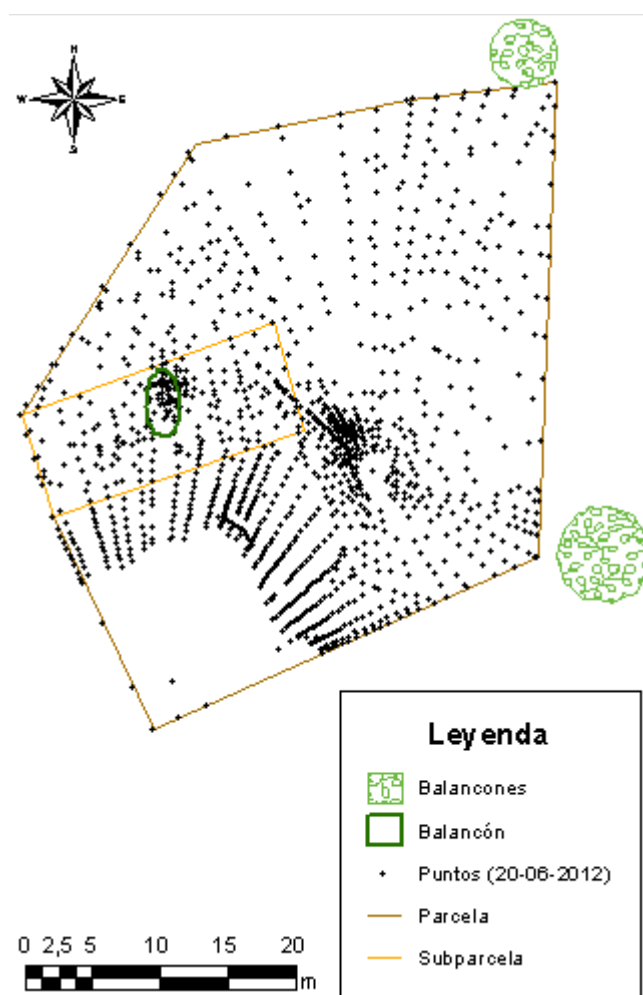 N
W E
S
Leyenda
Balancones
Balancón
Puntos (20-06-2012)
Parcela
Subparcela
0 2,5 5 10 15 20
m